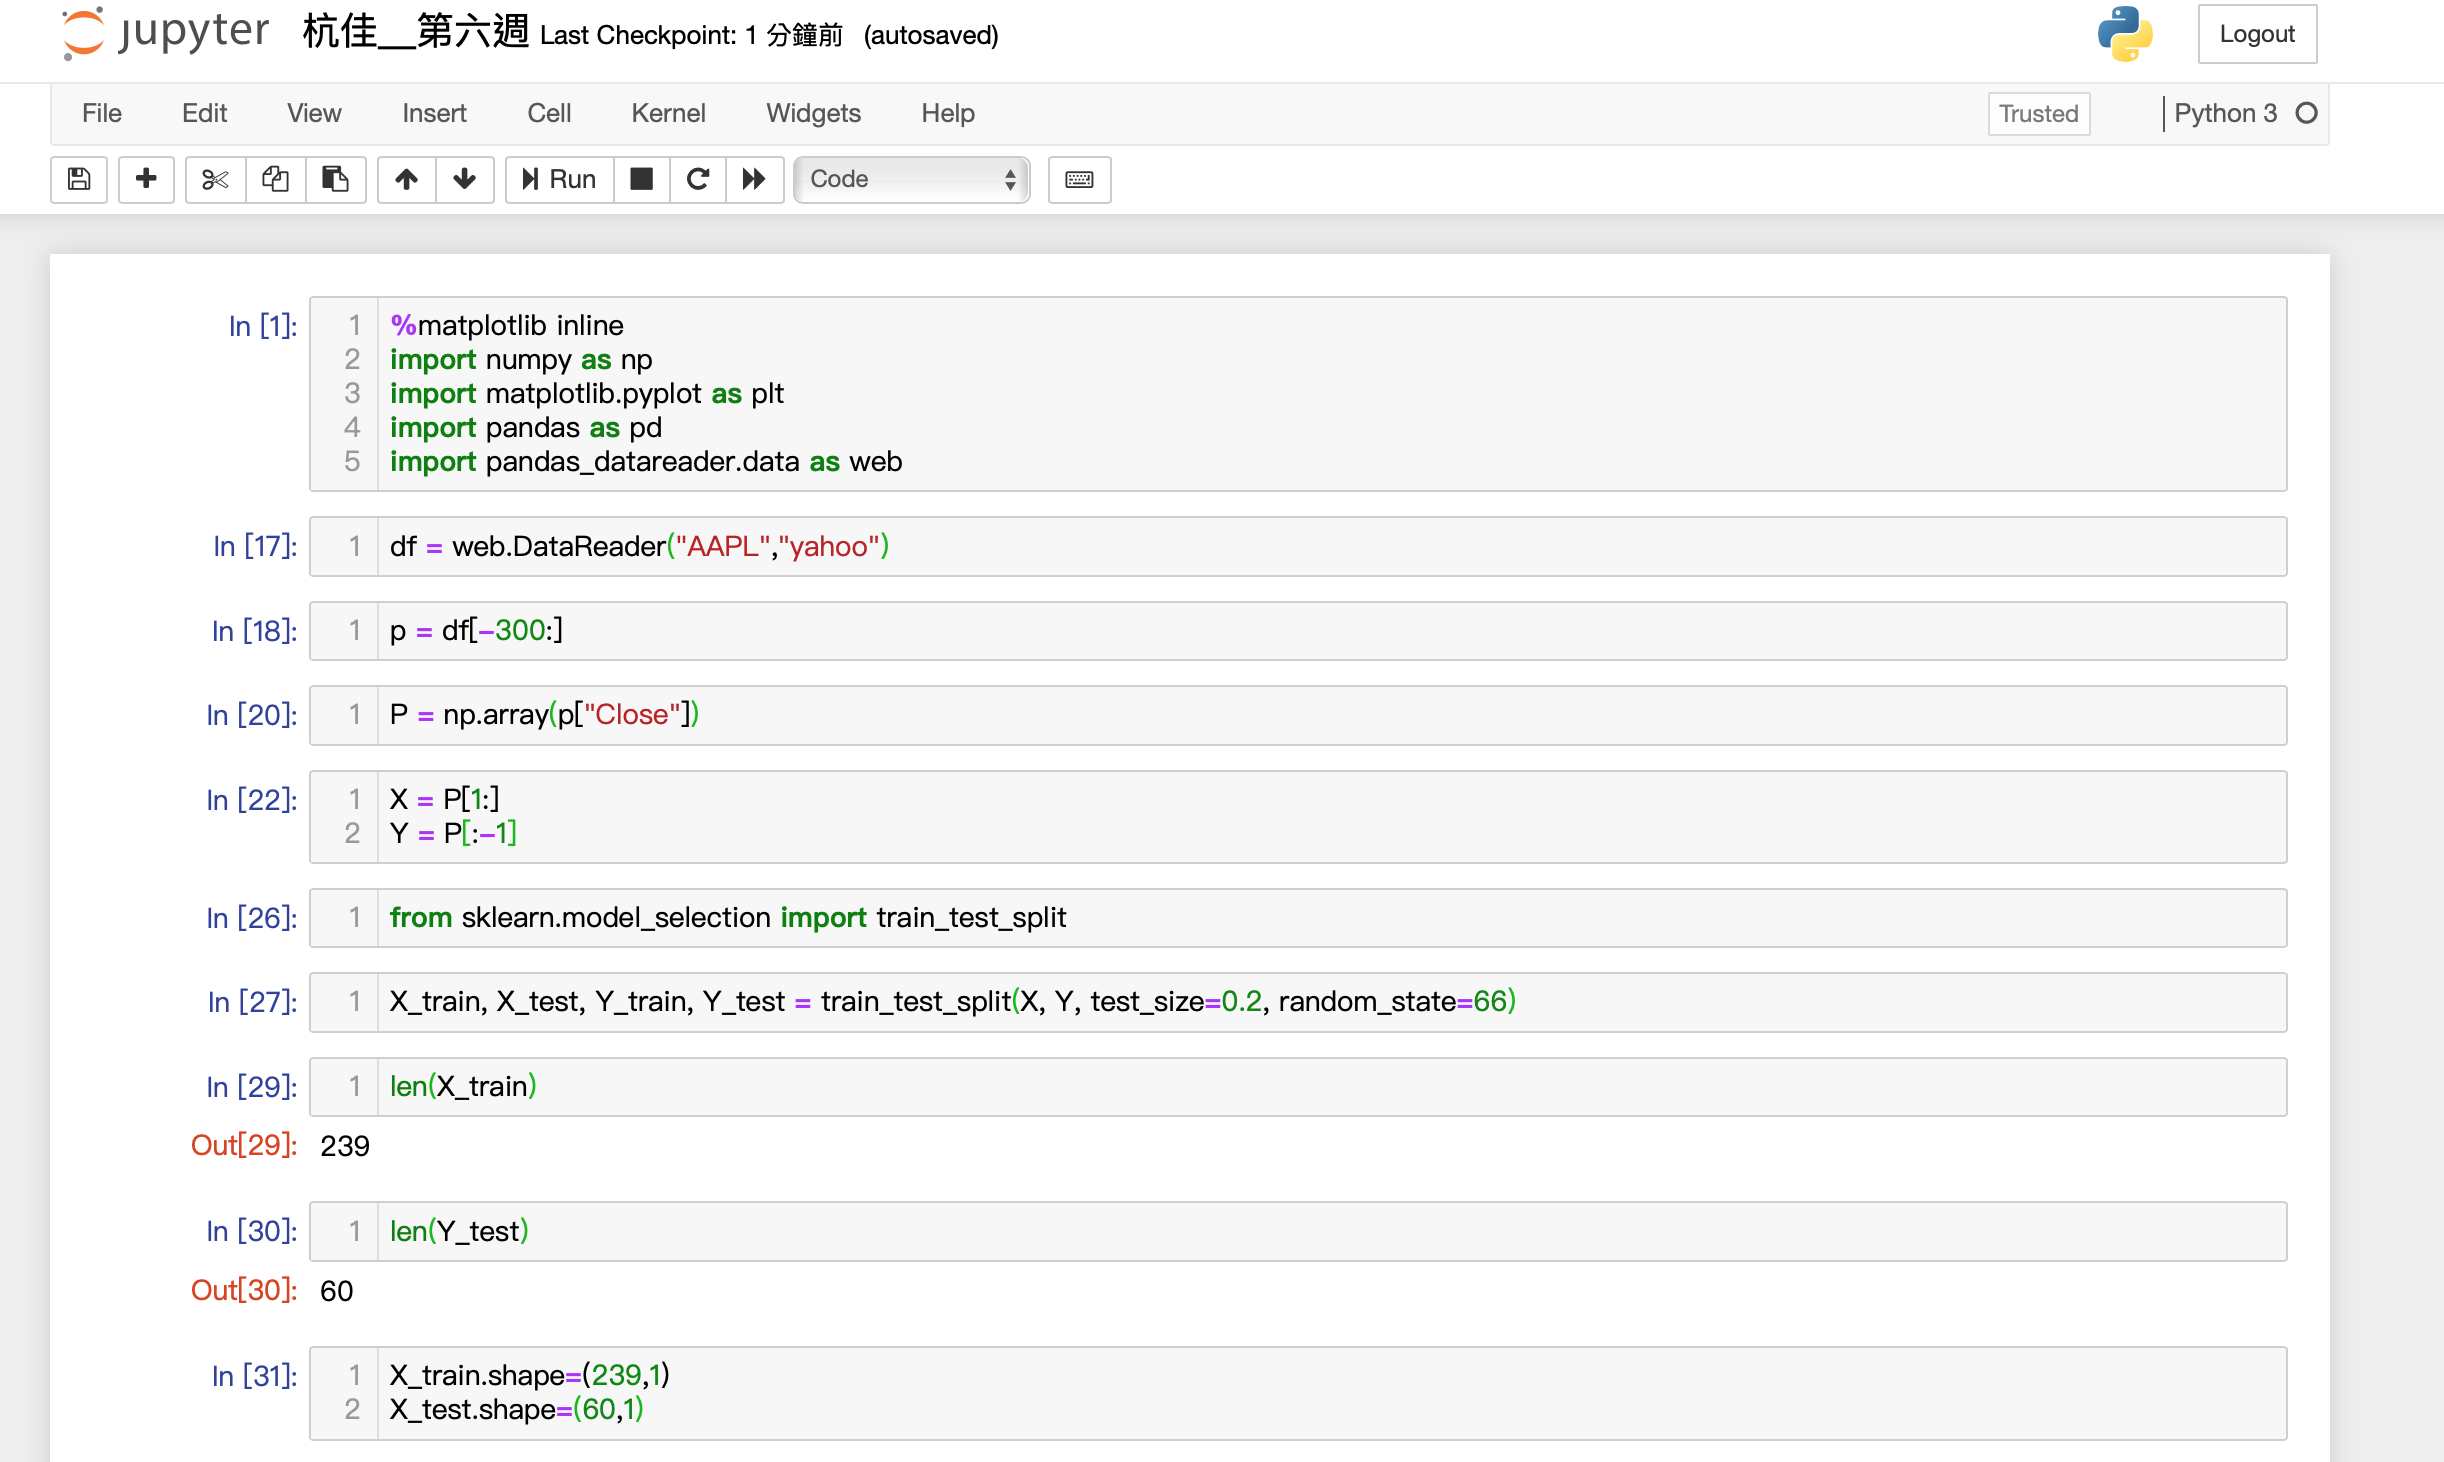 jupyter 杭佳__第六週 Last Checkpoint: 1 分鐘前 (autosaved)
Logout
File Edit View Insert Cell Kernel Widgets Help Trusted Python 3
Run Code
In [1]:
1 %matplotlib inline
2 import numpy as np
3 import matplotlib.pyplot as plt
4 import pandas as pd
5 import pandas_datareader.data as web
In [17]:
1 df = web.DataReader("AAPL","yahoo")
In [18]:
1 p = df[-300:]
In [20]:
1 P = np.array(p["Close"])
In [22]:
1 X = P[1:]
2 Y = P[:-1]
In [26]:
1 from sklearn.model_selection import train_test_split
In [27]:
1 X_train, X_test, Y_train, Y_test = train_test_split(X, Y, test_size=0.2, random_state=66)
In [29]:
1 len(X_train)
Out[29]: 239
In [30]:
1 len(Y_test)
Out[30]: 60
In [31]:
1 X_train.shape=(239,1)
2 X_test.shape=(60,1)